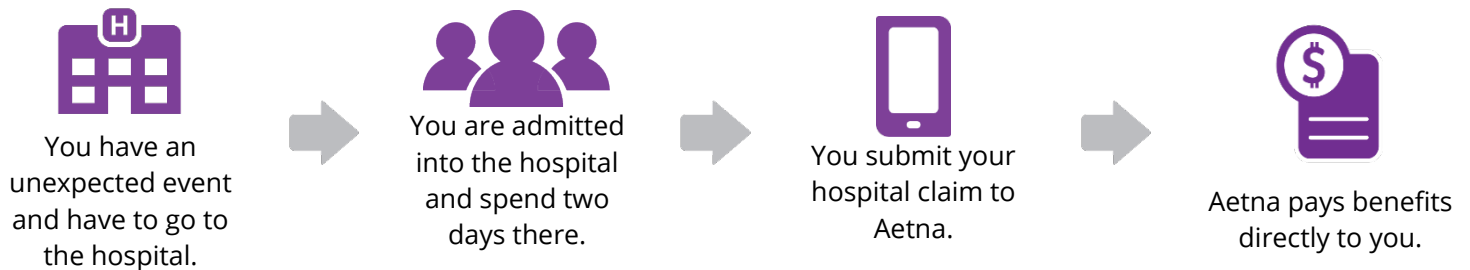 H
You have an
unexpected event
and have to go to
the hospital.
You are admitted
into the hospital
and spend two
days there.
You submit your
hospital claim to
Aetna.
$
Aetna pays benefits
directly to you.